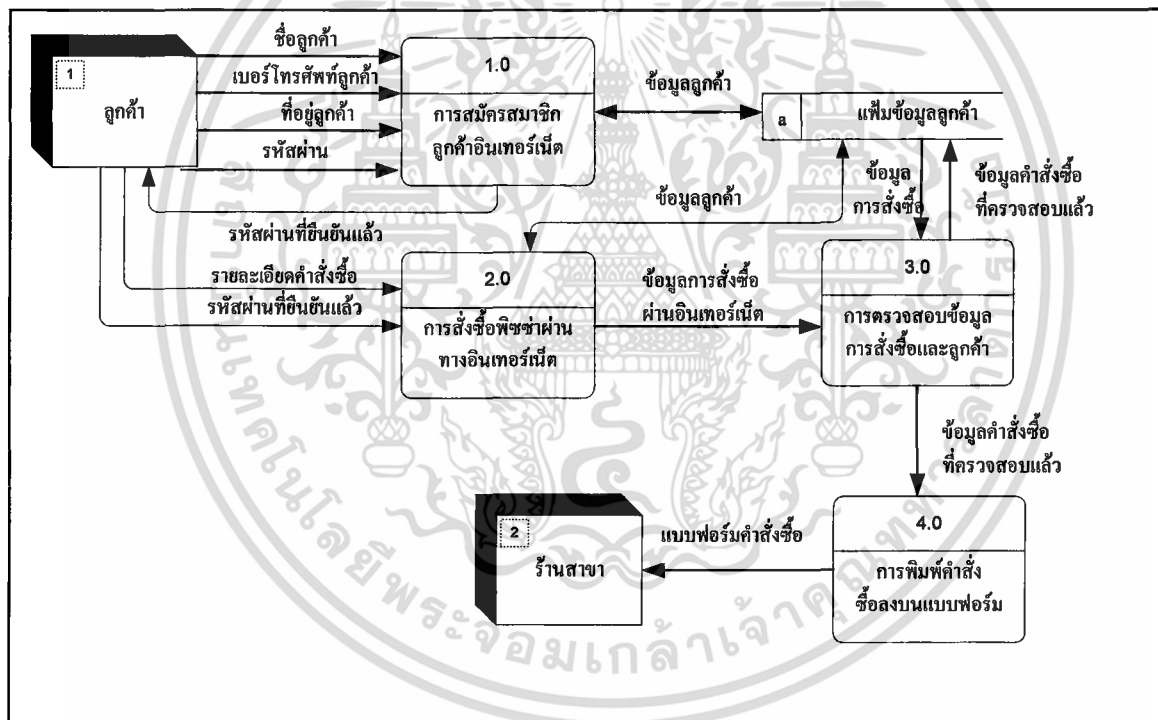 ชื่อลูกค้า
1
ลูกค้า
เบอร์โทรศัพท์ลูกค้า
ที่อยู่ลูกค้า
รหัสผ่าน
1.0
การสมัครสมาชิก
ลูกค้าอินเทอร์เน็ต
ข้อมูลลูกค้า
a
แฟ้มข้อมูลลูกค้า
รหัสผ่านที่ยืนยันแล้ว
ข้อมูลลูกค้า
ข้อมูล
การสั่งซื้อ
ข้อมูลคำสั่งซื้อ
ที่ตรวจสอบแล้ว
รายละเอียดคำสั่งซื้อ
รหัสผ่านที่ยืนยันแล้ว
2.0
การสั่งซื้อพิซซ่าผ่าน
ทางอินเทอร์เน็ต
ข้อมูลการสั่งซื้อ
ผ่านอินเทอร์เน็ต
3.0
การตรวจสอบข้อมูล
การสั่งซื้อและลูกค้า
ข้อมูลคำสั่งซื้อ
ที่ตรวจสอบแล้ว
2
ร้านสาขา
แบบฟอร์มคำสั่งซื้อ
4.0
การพิมพ์คำสั่ง
ซื้อลงบนแบบฟอร์ม